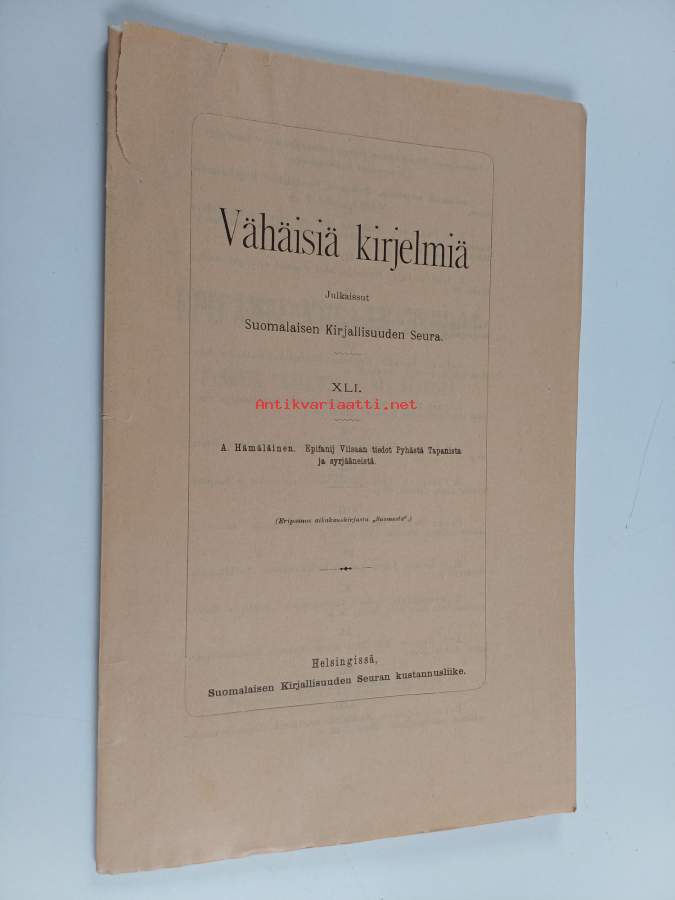 Vähäisiä kirjelmiä
Julkaissut
Suomalaisen Kirjallisuuden Seura.
XLI.
Antikvariaatti.net
A. Hämäläinen. Epifanij Viisaan tiedot Pyhästä Tapanista
ja syrjääneistä.
(Eripainos aikakauskirjasta „Suomesta“.)
Helsingissä,
Suomalaisen Kirjallisuuden Seuran kustannusliike.